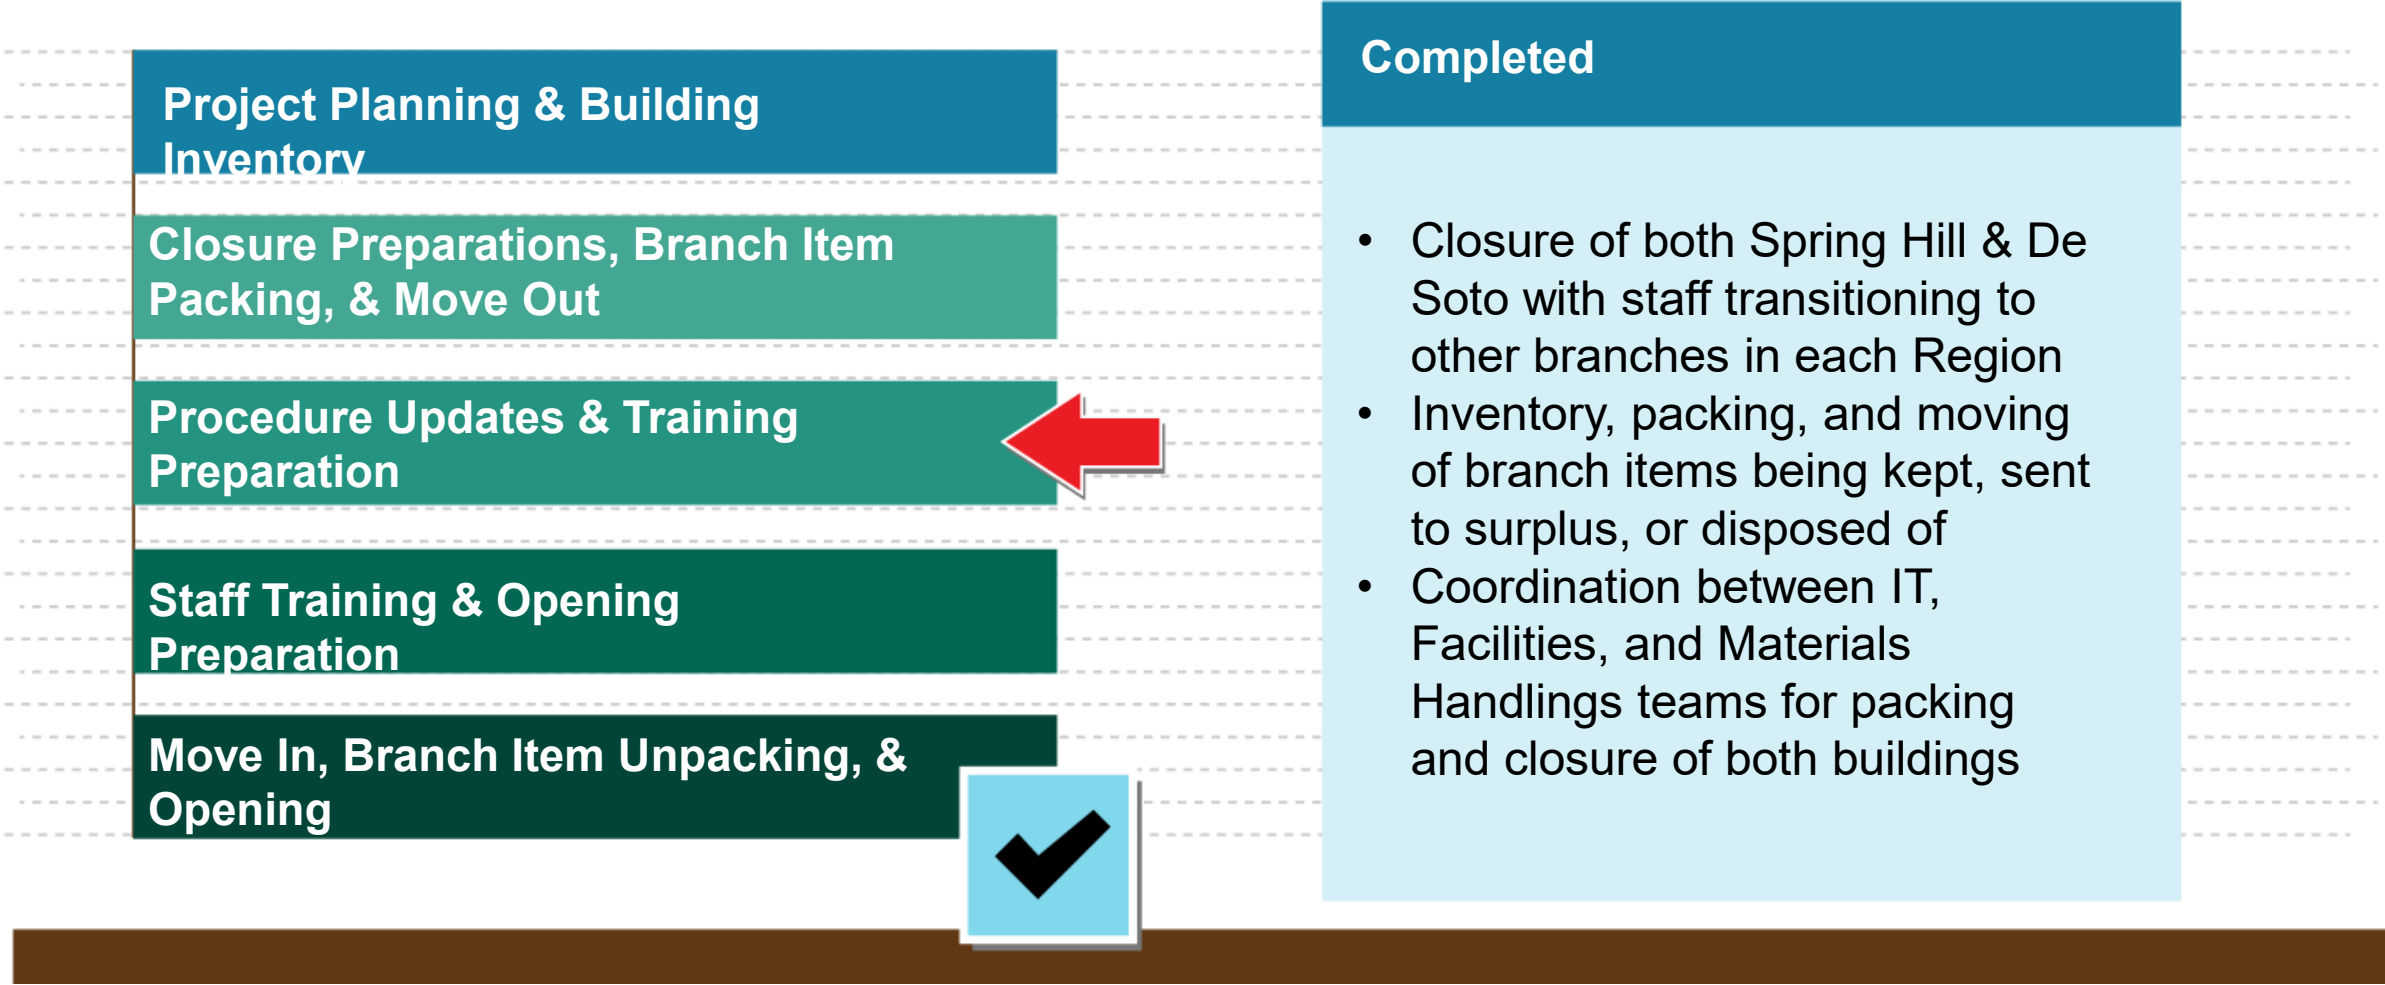 Project Planning & Building
Inventory
Closure Preparations, Branch Item
Packing, & Move Out
Procedure Updates & Training
Preparation
Staff Training & Opening
Preparation
Move In, Branch Item Unpacking, &
Opening
Completed
• Closure of both Spring Hill & De
Soto with staff transitioning to
other branches in each Region
• Inventory, packing, and moving
of branch items being kept, sent
to surplus, or disposed of
• Coordination between IT,
Facilities, and Materials
Handlings teams for packing
and closure of both buildings